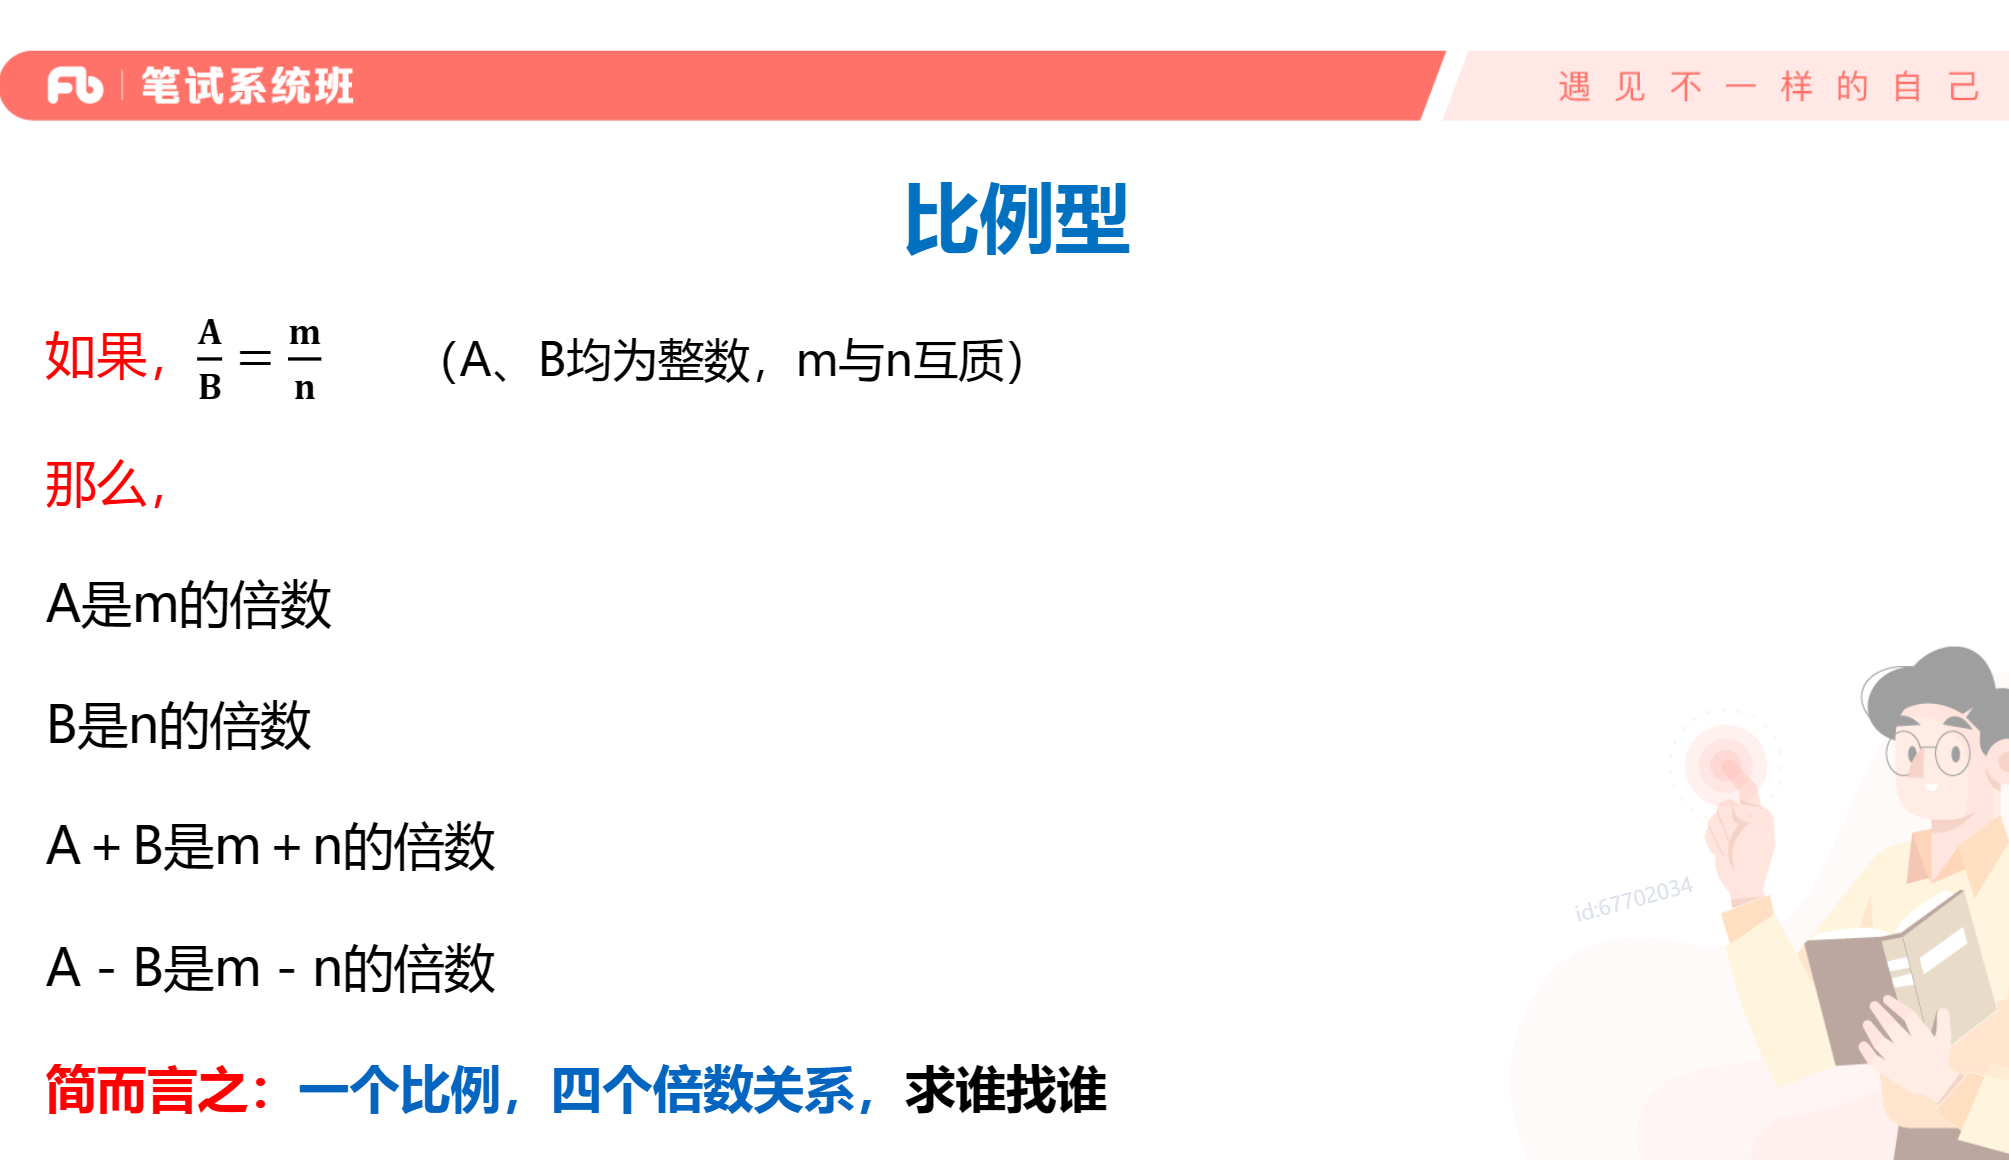 Fb 笔试系统班
遇见不一样的自己
比例型
如果，A/B=m/n （A、B均为整数，m与n互质）
那么，
A是m的倍数
B是n的倍数
A+B是m+n的倍数
A-B是m-n的倍数
id:67702034
简而言之：一个比例，四个倍数关系，求谁找谁